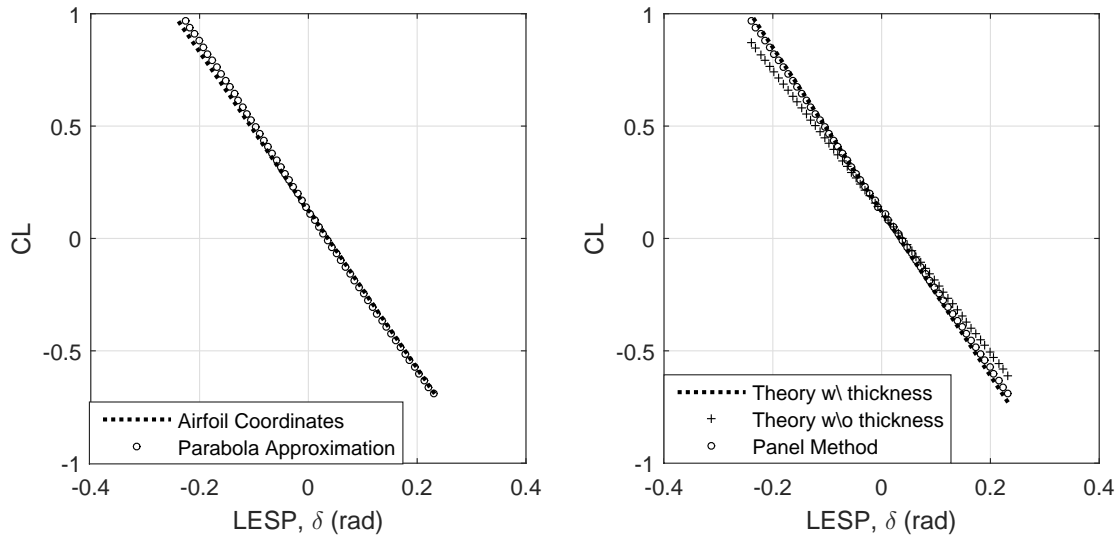 1
0.5
0
-0.5
-1
CL
-0.4
-0.2
0
0.2
0.4
LESP, δ (rad)
Airfoil Coordinates
Parabola Approximation
1
0.5
0
-0.5
-1
CL
-0.4
-0.2
0
0.2
0.4
LESP, δ (rad)
Theory w\ thickness
Theory w\o thickness
Panel Method